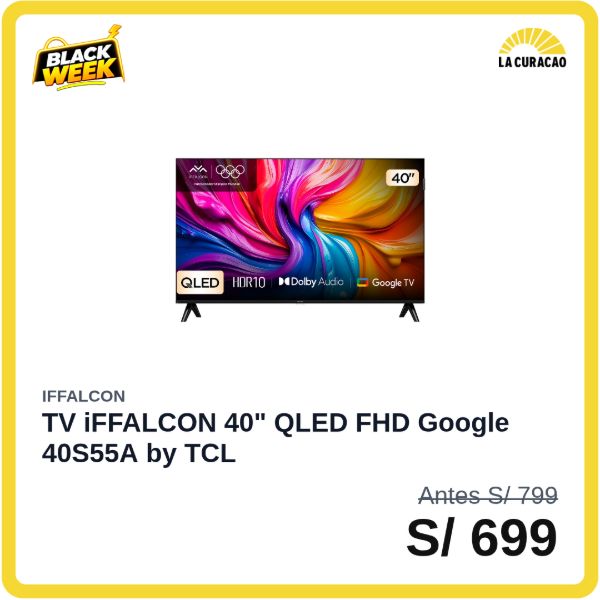 BLACK
WEEK
LA CURACAO
IFFALCON
40"
QLED
HDR10
Dolby Audio
Google TV
IFFALCON
TV iFFALCON 40" QLED FHD Google
40S55A by TCL
Antes S/ 799
S/ 699